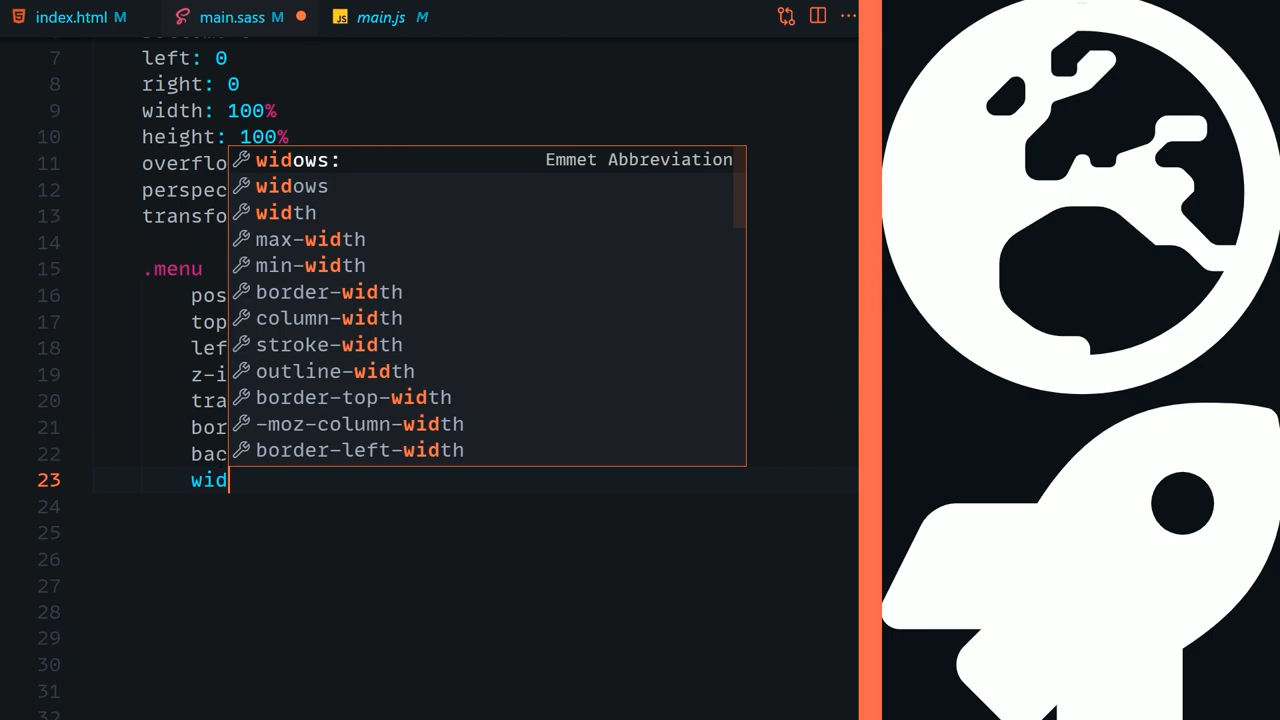 index.html M main.sass M JS main.js M
7 left: 0
8 right: 0
9 width: 100%
10 height: 100%
11 overflo
12 perspec
13 transfo
14
15 .menu
16 pos
17 top
18 lef
19 z-i
20 tra
21 bor
22 bac
23 wid
24
25
26
27
28
29
30
31
32
widows: Emmet Abbreviation
widows
width
max-width
min-width
border-width
column-width
stroke-width
outline-width
border-top-width
-moz-column-width
border-left-width